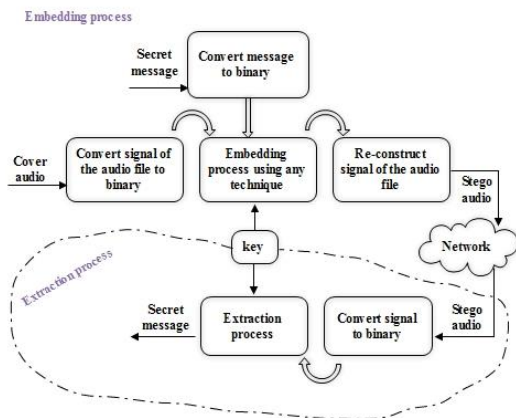 Embedding process
Secret
message
Convert message
to binary
Cover
audio
Convert signal of
the audio file to
binary
Embedding
process using any
technique
Re-construct
signal of the audio
file
Stego
audio
key
Network
Extraction process
Secret
message
Extraction
process
Convert signal
to binary
Stego
audio